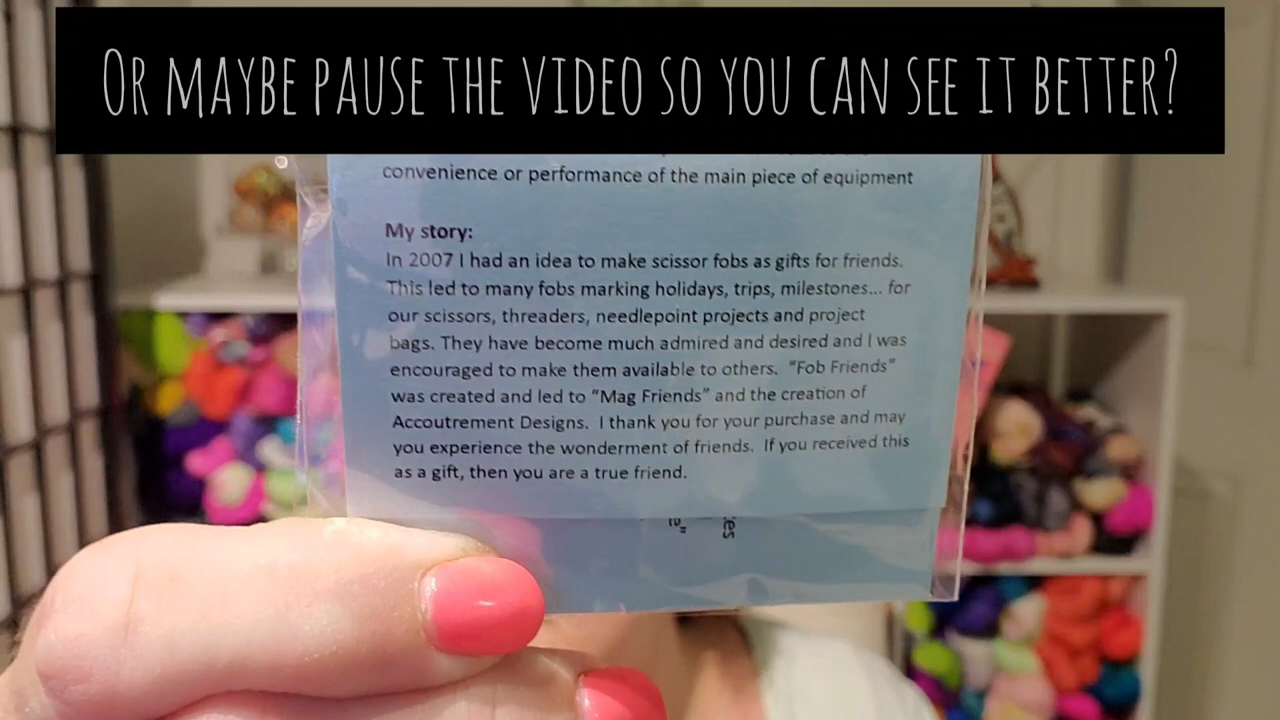 OR MAYBE PAUSE THE VIDEO SO YOU CAN SEE IT BETTER?
convenience or performance of the main piece of equipment
My story:
In 2007 I had an idea to make scissor fobs as gifts for friends.
This led to many fobs marking holidays, trips, milestones... for
our scissors, threaders, needlepoint projects and project
bags. They have become much admired and desired and I was
encouraged to make them available to others. “Fob Friends”
was created and led to “Mag Friends” and the creation of
Accoutrement Designs. I thank you for your purchase and may
you experience the wonderment of friends. If you received this
as a gift, then you are a true friend.